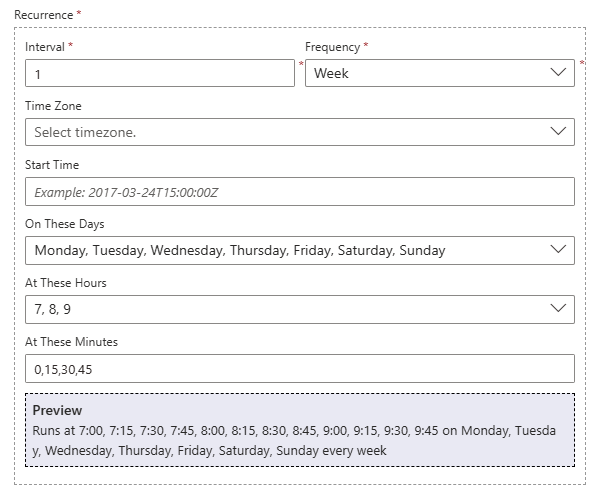 Recurrence *
Interval *
Frequency *
1
*
Week
*
Time Zone
Select timezone.
Start Time
Example: 2017-03-24T15:00:00Z
On These Days
Monday, Tuesday, Wednesday, Thursday, Friday, Saturday, Sunday
At These Hours
7, 8, 9
At These Minutes
0,15,30,45
Preview
Runs at 7:00, 7:15, 7:30, 7:45, 8:00, 8:15, 8:30, 8:45, 9:00, 9:15, 9:30, 9:45 on Monday, Tuesda
y, Wednesday, Thursday, Friday, Saturday, Sunday every week